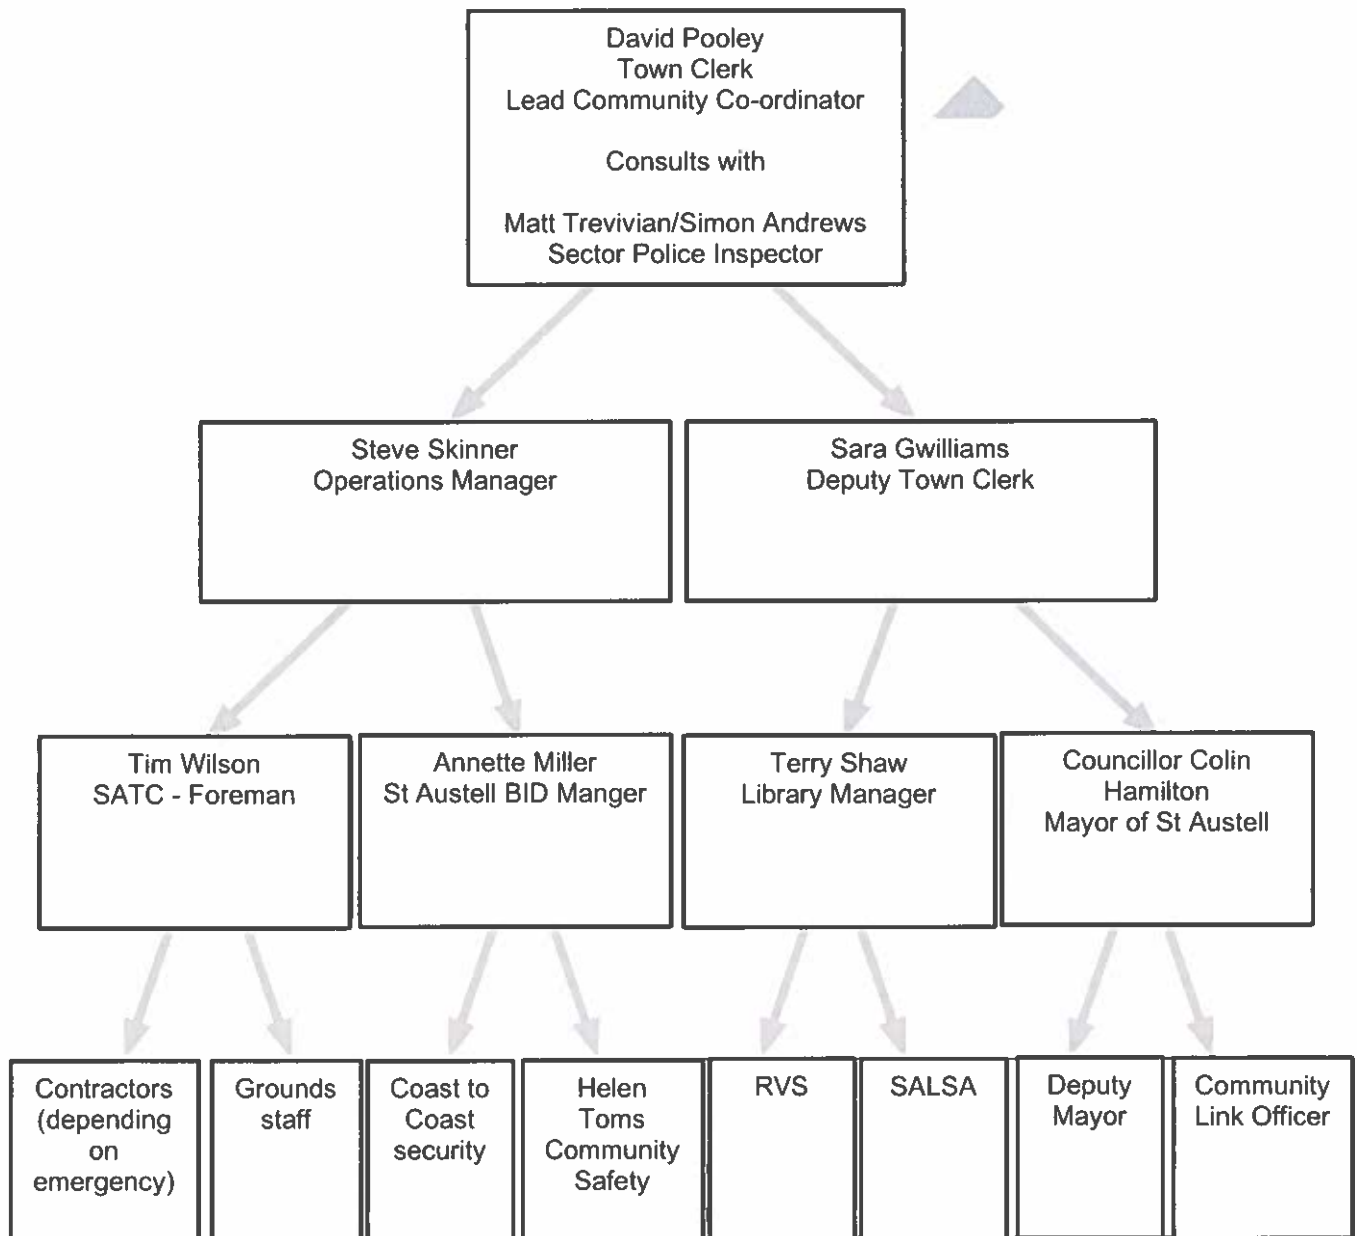 David Pooley
Town Clerk
Lead Community Co-ordinator
Consults with
Matt Trevivian/Simon Andrews
Sector Police Inspector
Steve Skinner
Operations Manager
Sara Gwilliams
Deputy Town Clerk
Tim Wilson
SATC - Foreman
Annette Miller
St Austell BID Manger
Terry Shaw
Library Manager
Councillor Colin
Hamilton
Mayor of St Austell
Contractors
(depending
on
emergency)
Grounds
staff
Coast to
Coast
security
Helen
Toms
Community
Safety
RVS
SALSA
Deputy
Mayor
Community
Link Officer